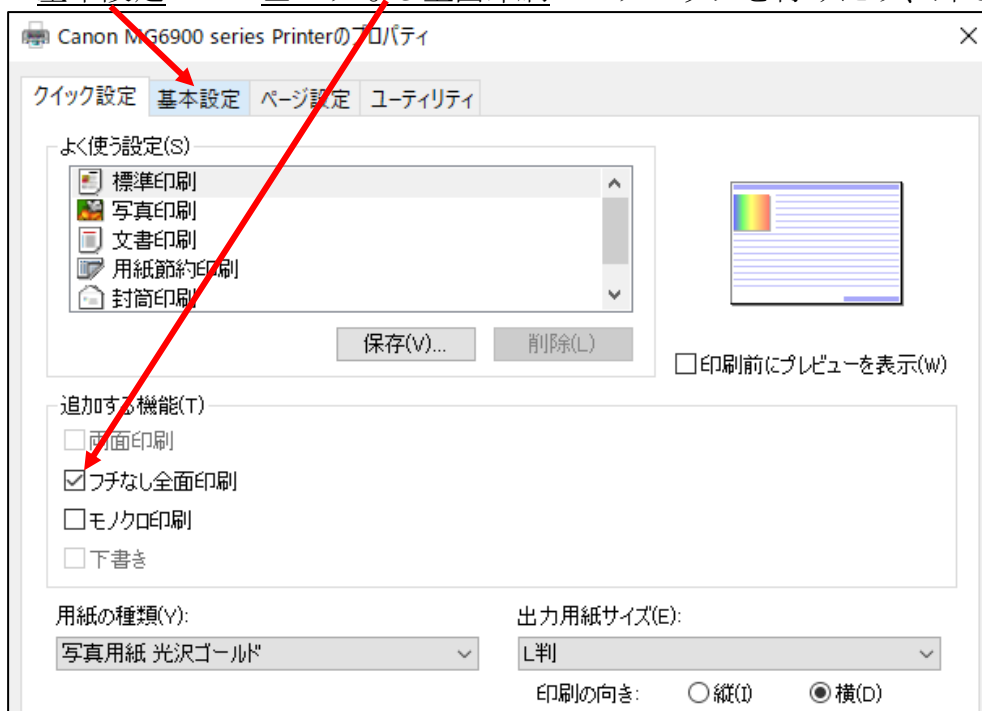 Canon MG6900 series Printerのプロパティ
クイック設定 基本設定 ページ設定 ユーティリティ
よく使う設定(S)
標準印刷
写真印刷
文書印刷
用紙節約印刷
封筒印刷
保存(V)... 削除(L)
印刷前にプレビューを表示(W)
追加する機能(T)
両面印刷
フチなし全面印刷
モノクロ印刷
下書き
用紙の種類(Y): 出力用紙サイズ(E):
写真用紙 光沢ゴールド L判
印刷の向き: 縦(I) 横(D)